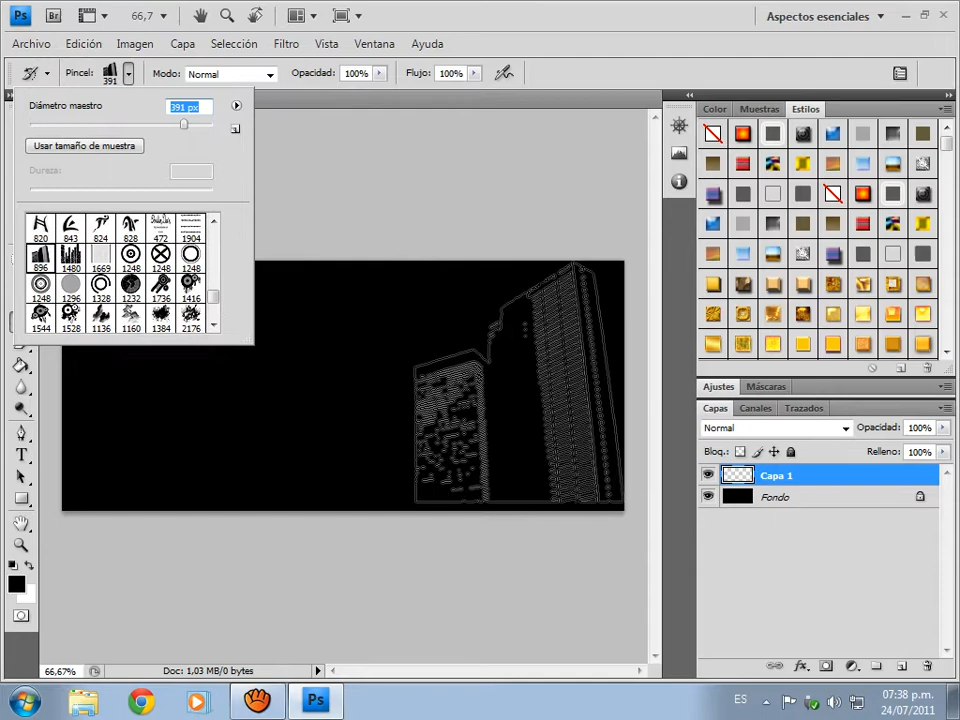 Ps Br 66,7 Aspectos esenciales
Archivo Edición Imagen Capa Selección Filtro Vista Ventana Ayuda
Pincel: 391 Modo: Normal Opacidad: 100% Flujo: 100%
Diámetro maestro 391 px
Usar tamaño de muestra
Dureza:
820 843 824 828 472 1904
896 1480 1669 1248 1248 1248
1248 1296 1328 1232 1736 1416
1544 1528 1136 1160 1384 2176
Color Muestras Estilos
Ajustes Máscaras
Capas Canales Trazados
Normal Opacidad: 100%
Bloq.: Relleno: 100%
Capa 1
Fondo
66,67% Doc: 1,03 MB/0 bytes
Ps ES 07:38 p.m.
24/07/2011